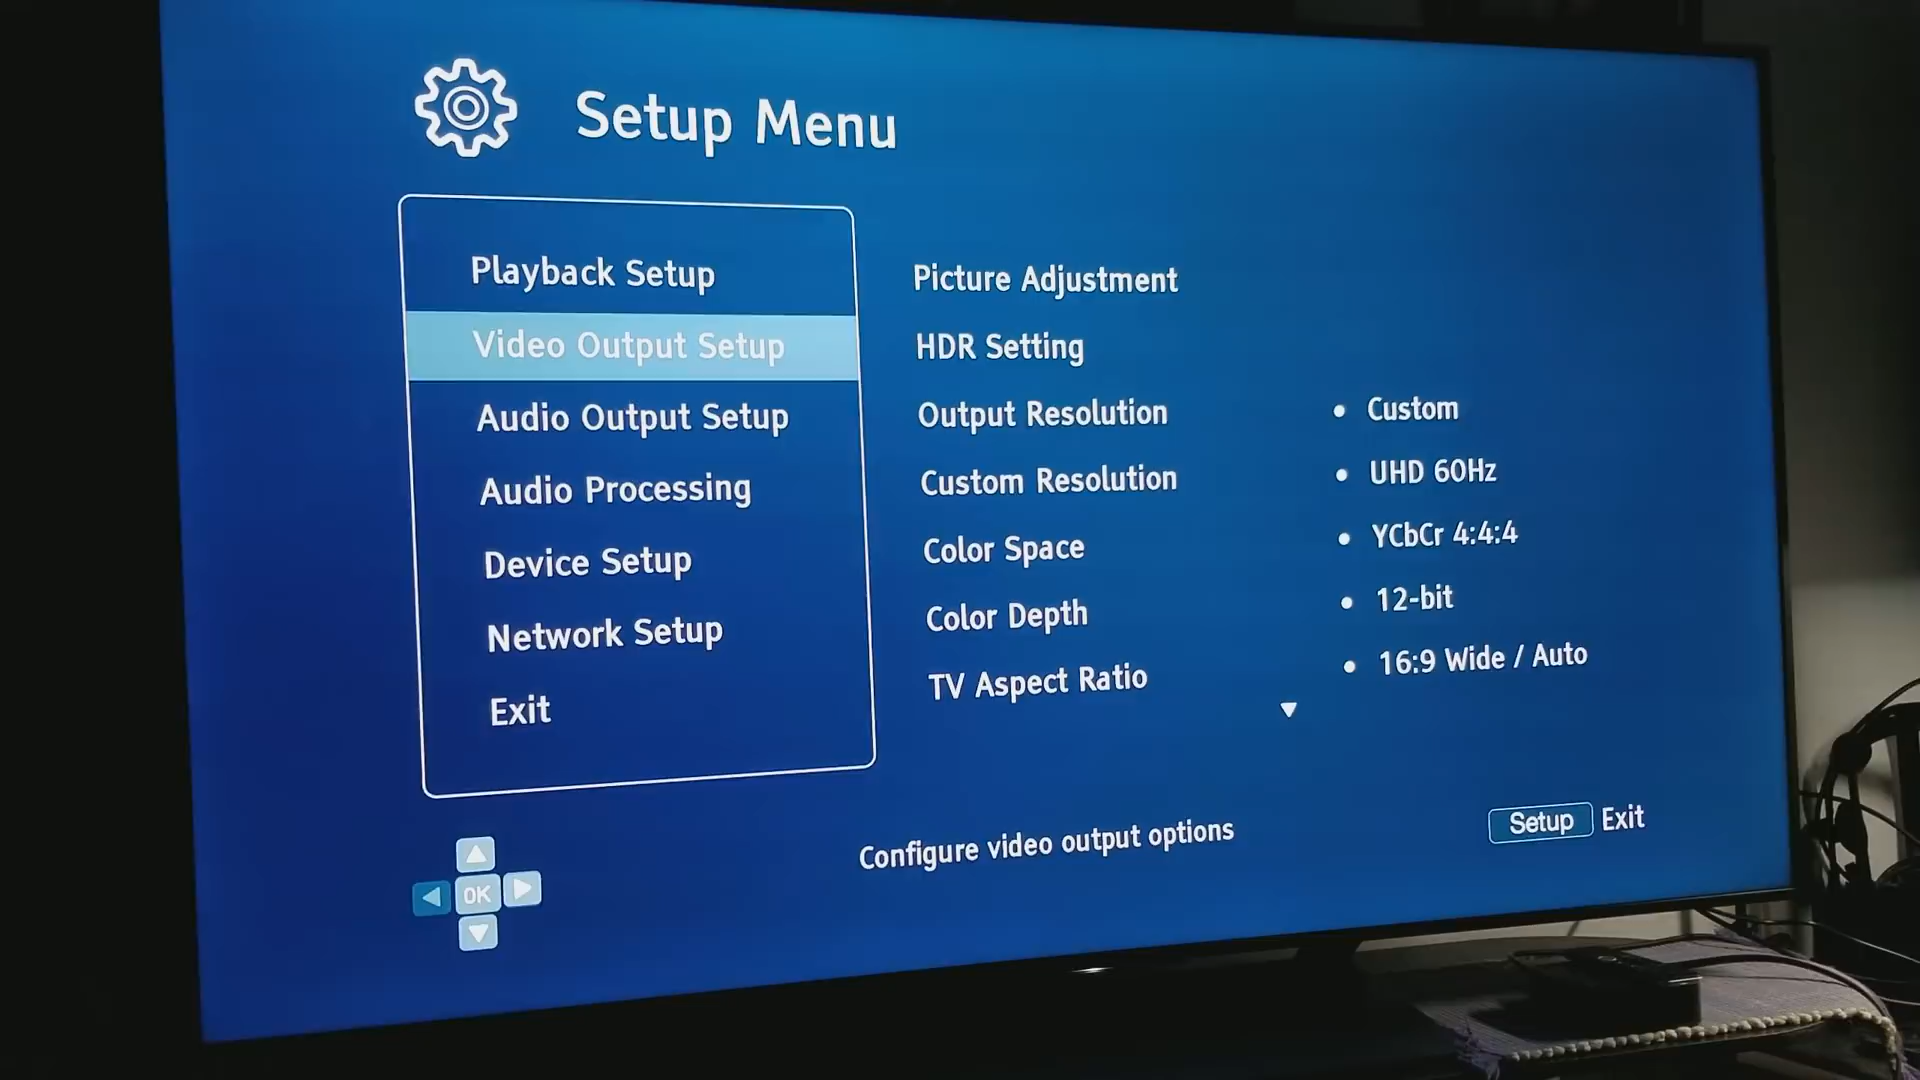 Setup Menu
Playback Setup
Video Output Setup
Audio Output Setup
Audio Processing
Device Setup
Network Setup
Exit
Picture Adjustment
HDR Setting
Output Resolution • Custom
Custom Resolution • UHD 60Hz
Color Space • YCbCr 4:4:4
Color Depth • 12-bit
TV Aspect Ratio • 16:9 Wide / Auto
Configure video output options
Setup Exit
OK